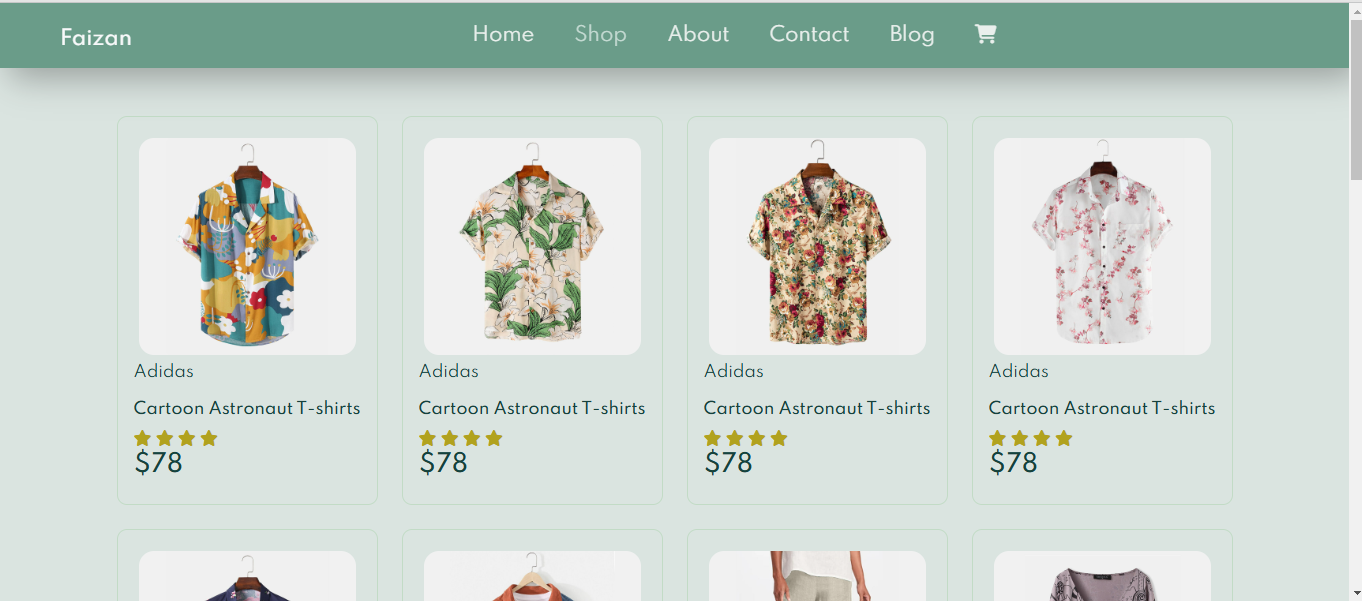 Faizan Home Shop About Contact Blog
Adidas Adidas Adidas Adidas
Cartoon Astronaut T-shirts Cartoon Astronaut T-shirts Cartoon Astronaut T-shirts Cartoon Astronaut T-shirts
$78 $78 $78 $78